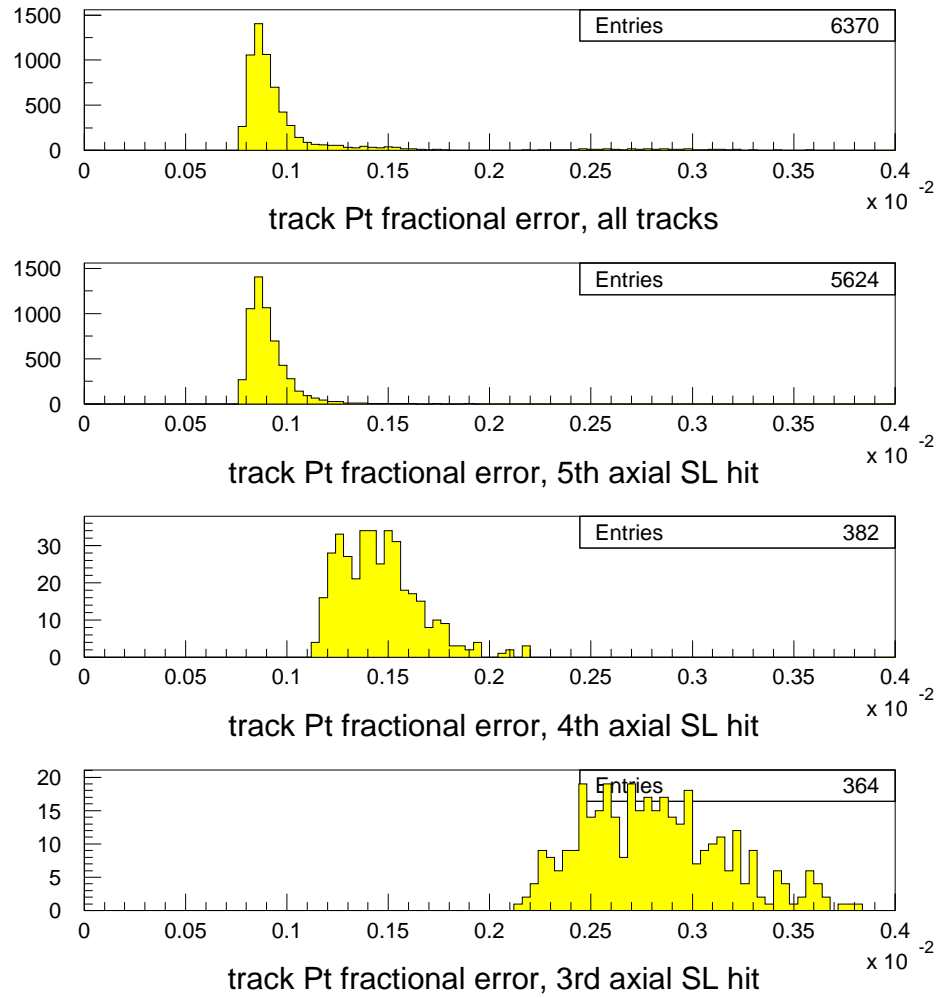 1500
1000
500
0
Entries 6370
0 0.05 0.1 0.15 0.2 0.25 0.3 0.35 0.4
x 10 -2
track Pt fractional error, all tracks
1500
1000
500
0
Entries 5624
0 0.05 0.1 0.15 0.2 0.25 0.3 0.35 0.4
x 10 -2
track Pt fractional error, 5th axial SL hit
30
20
10
0
Entries 382
0 0.05 0.1 0.15 0.2 0.25 0.3 0.35 0.4
x 10 -2
track Pt fractional error, 4th axial SL hit
20
15
10
5
0
Entries 364
0 0.05 0.1 0.15 0.2 0.25 0.3 0.35 0.4
x 10 -2
track Pt fractional error, 3rd axial SL hit